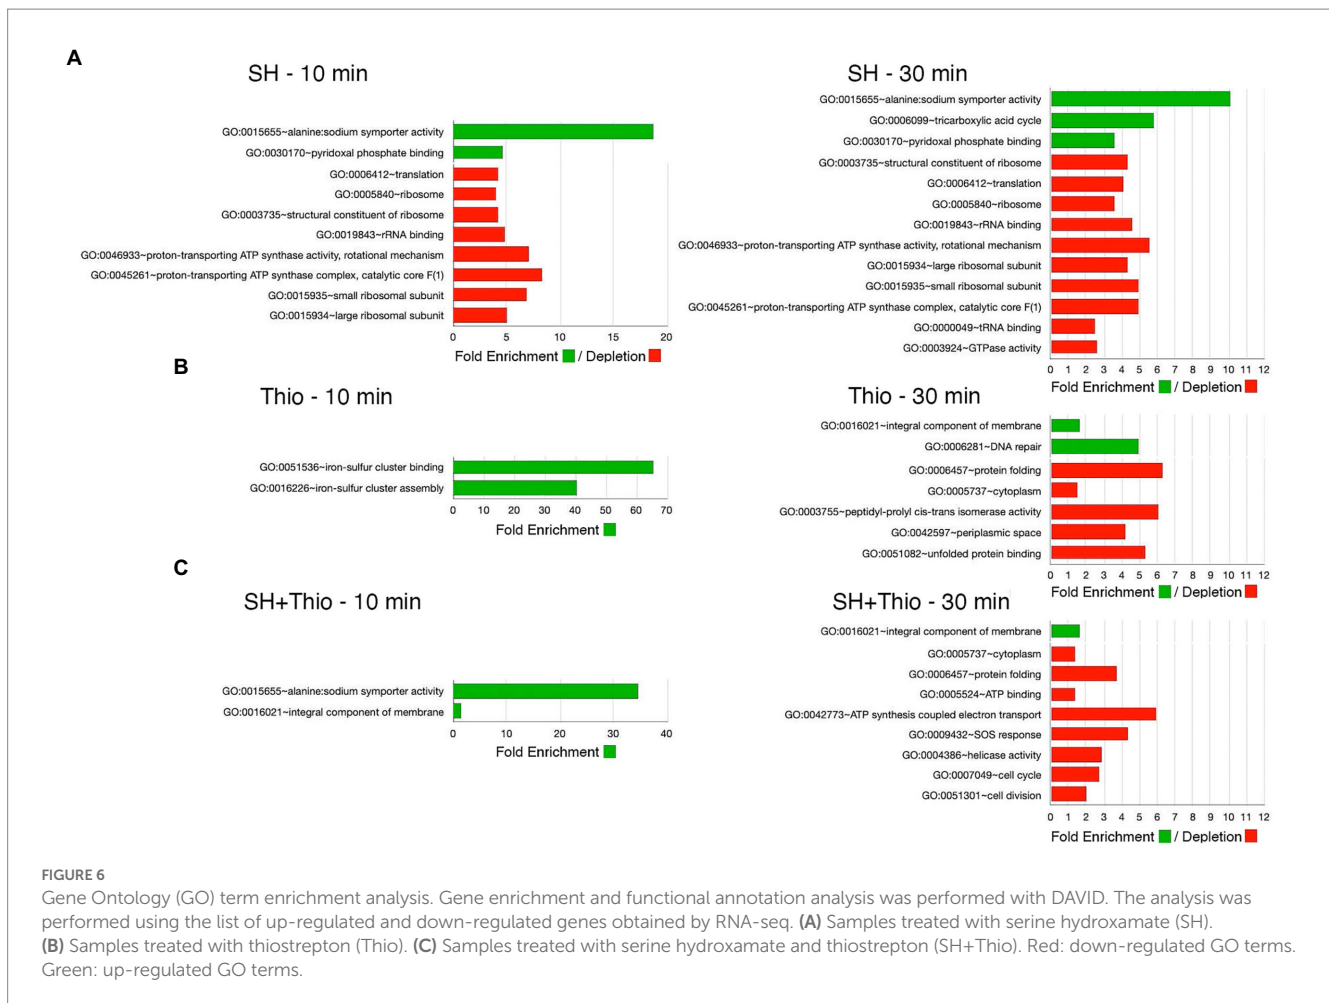 A
SH - 10 min
GO:0015655~alanine:sodium symporter activity
GO:0030170~pyridoxal phosphate binding
GO:0006412~translation
GO:0005840~ribosome
GO:0003735~structural constituent of ribosome
GO:0019843~rRNA binding
GO:0046933~proton-transporting ATP synthase activity, rotational mechanism
GO:0045261~proton-transporting ATP synthase complex, catalytic core F(1)
GO:0015935~small ribosomal subunit
GO:0015934~large ribosomal subunit
0 5 10 15 20
Fold Enrichment / Depletion
SH - 30 min
GO:0015655~alanine:sodium symporter activity
GO:0006099~tricarboxylic acid cycle
GO:0030170~pyridoxal phosphate binding
GO:0003735~structural constituent of ribosome
GO:0006412~translation
GO:0005840~ribosome
GO:0019843~rRNA binding
GO:0046933~proton-transporting ATP synthase activity, rotational mechanism
GO:0015934~large ribosomal subunit
GO:0015935~small ribosomal subunit
GO:0045261~proton-transporting ATP synthase complex, catalytic core F(1)
GO:0000049~tRNA binding
GO:0003924~GTPase activity
0 1 2 3 4 5 6 7 8 9 10 11 12
Fold Enrichment / Depletion
B
Thio - 10 min
GO:0051536~iron-sulfur cluster binding
GO:0016226~iron-sulfur cluster assembly
0 10 20 30 40 50 60 70
Fold Enrichment
Thio - 30 min
GO:0016021~integral component of membrane
GO:0006281~DNA repair
GO:0006457~protein folding
GO:0005737~cytoplasm
GO:0003755~peptidyl-prolyl cis-trans isomerase activity
GO:0042597~periplasmic space
GO:0051082~unfolded protein binding
0 1 2 3 4 5 6 7 8 9 10 11 12
Fold Enrichment / Depletion
C
SH+Thio - 10 min
GO:0015655~alanine:sodium symporter activity
GO:0016021~integral component of membrane
0 10 20 30 40
Fold Enrichment
SH+Thio - 30 min
GO:0016021~integral component of membrane
GO:0005737~cytoplasm
GO:0006457~protein folding
GO:0005524~ATP binding
GO:0042773~ATP synthesis coupled electron transport
GO:0009432~SOS response
GO:0004386~helicase activity
GO:0007049~cell cycle
GO:0051301~cell division
0 1 2 3 4 5 6 7 8 9 10 11 12
Fold Enrichment / Depletion
FIGURE 6
Gene Ontology (GO) term enrichment analysis. Gene enrichment and functional annotation analysis was performed with DAVID. The analysis was
performed using the list of up-regulated and down-regulated genes obtained by RNA-seq. (A) Samples treated with serine hydroxamate (SH).
(B) Samples treated with thiostrepton (Thio). (C) Samples treated with serine hydroxamate and thiostrepton (SH+Thio). Red: down-regulated GO terms.
Green: up-regulated GO terms.